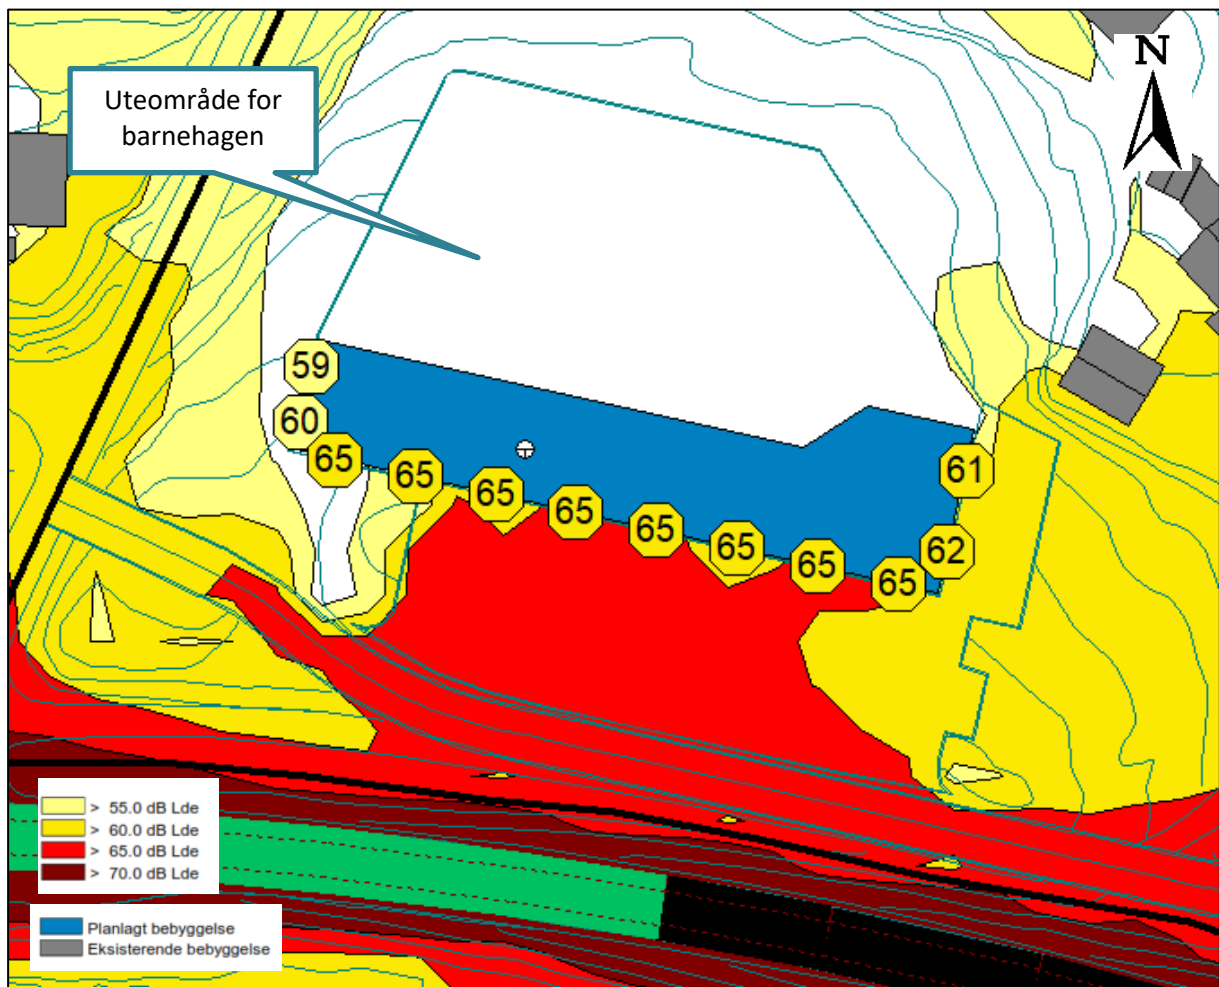 N
Uteområde for
barnehagen
59
60
65
65
65
65
65
65
65
65
61
62
> 55.0 dB Lde
> 60.0 dB Lde
> 65.0 dB Lde
> 70.0 dB Lde
Planlagt bebyggelse
Eksisterende bebyggelse